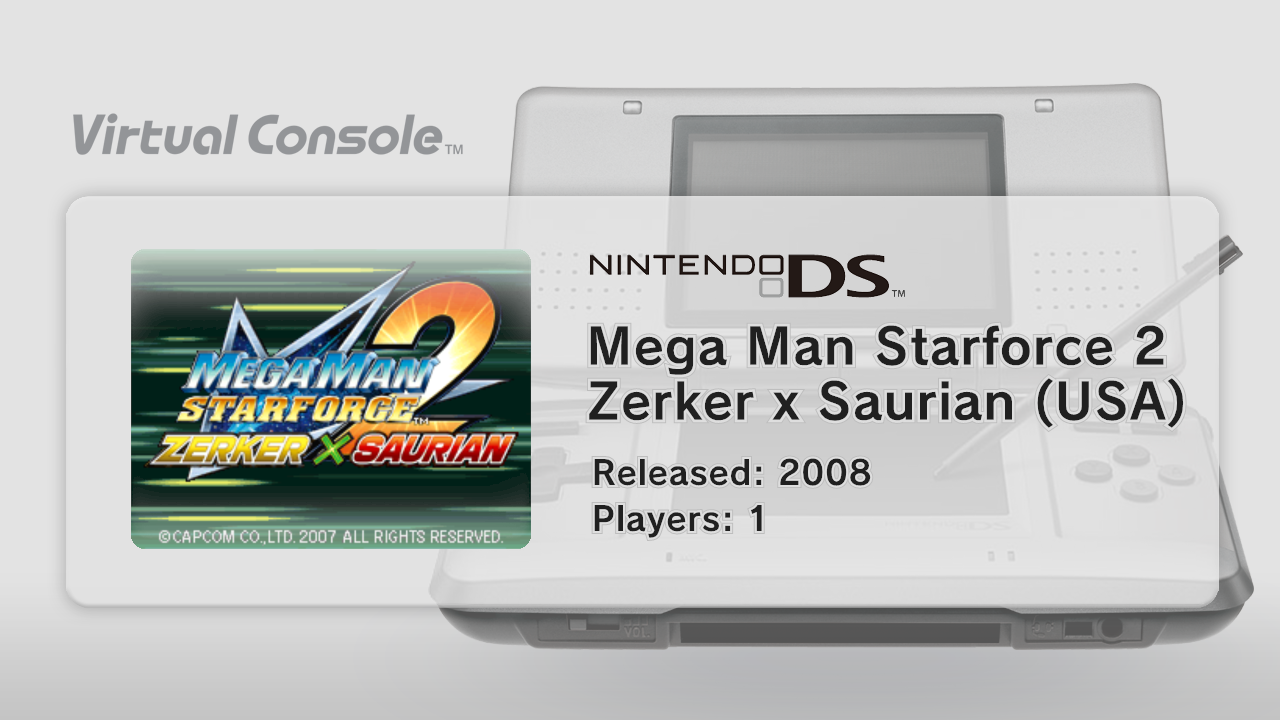 Virtual Console™
NINTENDO DS™
MEGA MAN 2
STARFORCE™
ZERKER X SAURIAN
©CAPCOM CO.,LTD. 2007 ALL RIGHTS RESERVED.
Mega Man Starforce 2
Zerker x Saurian (USA)
Released: 2008
Players: 1
VOL.